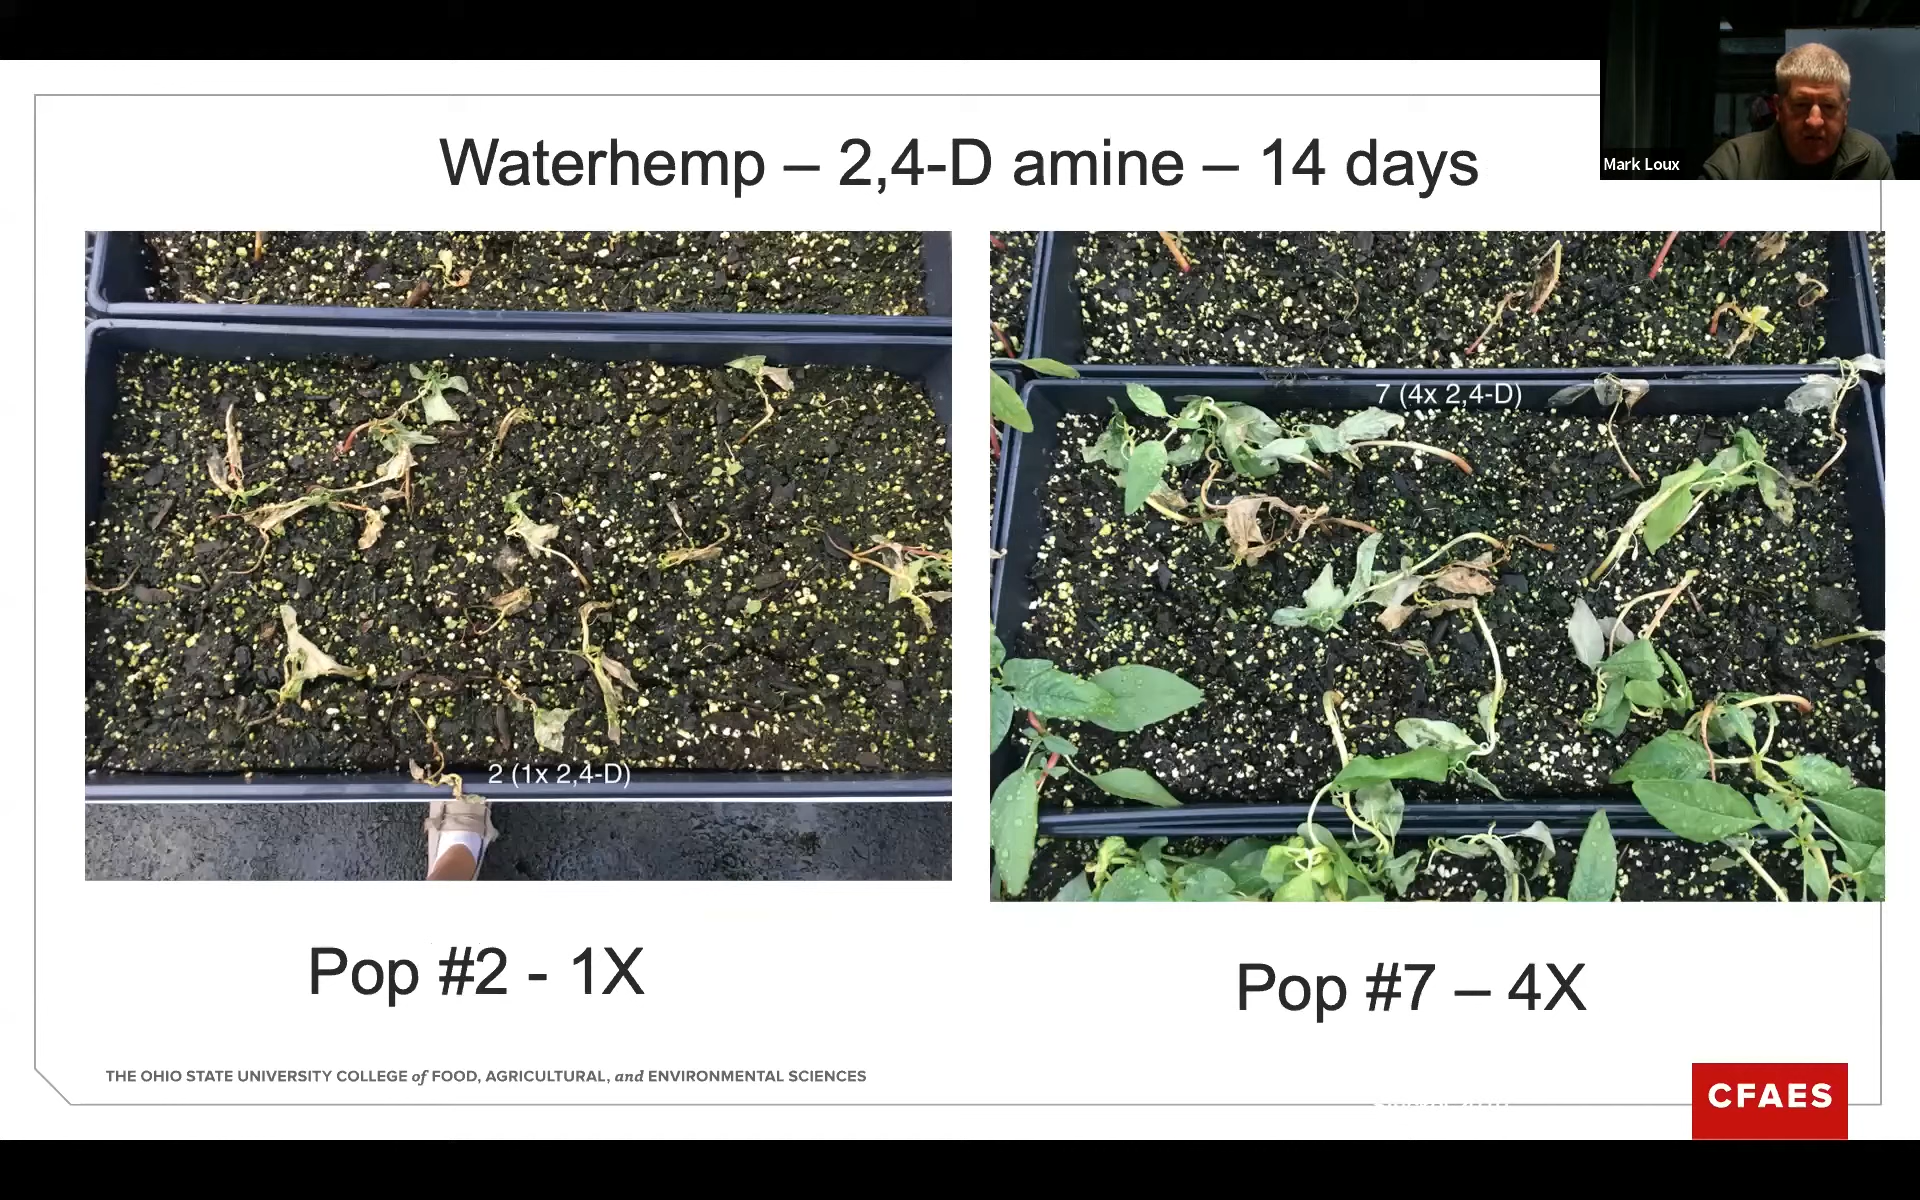 Waterhemp – 2,4-D amine – 14 days
Mark Loux
7 (4x 2,4-D)
2 (1x 2,4-D)
Pop #2 - 1X
Pop #7 – 4X
THE OHIO STATE UNIVERSITY COLLEGE of FOOD, AGRICULTURAL, and ENVIRONMENTAL SCIENCES
CFAES